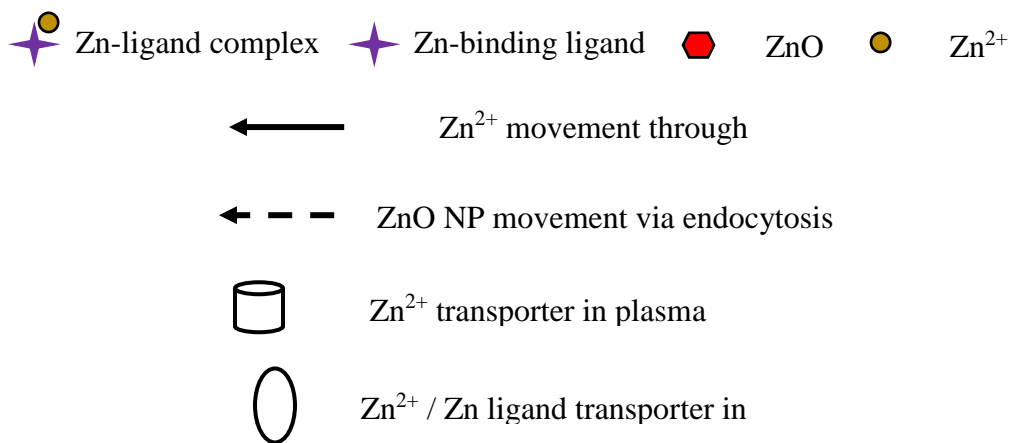 Zn-ligand complex Zn-binding ligand ZnO Zn²⁺
Zn²⁺ movement through
ZnO NP movement via endocytosis
Zn²⁺ transporter in plasma
Zn²⁺ / Zn ligand transporter in